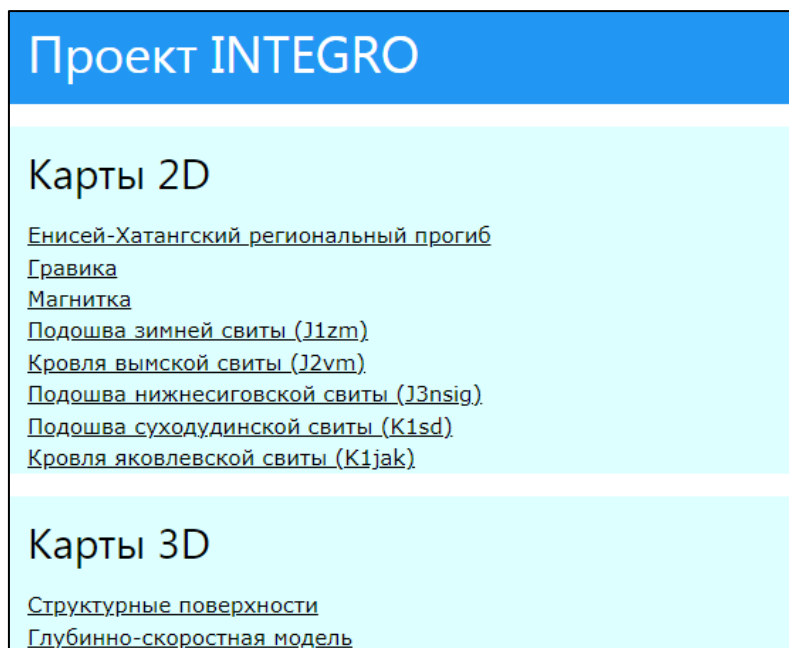 Проект INTEGRO
Карты 2D
Енисей-Хатангский региональный прогиб
Гравика
Магнитка
Подошва зимней свиты (J1zm)
Кровля вымской свиты (J2vm)
Подошва нижнесиговской свиты (J3nsig)
Подошва суходудинской свиты (K1sd)
Кровля яковлевской свиты (K1jak)
Карты 3D
Структурные поверхности
Глубинно-скоростная модель